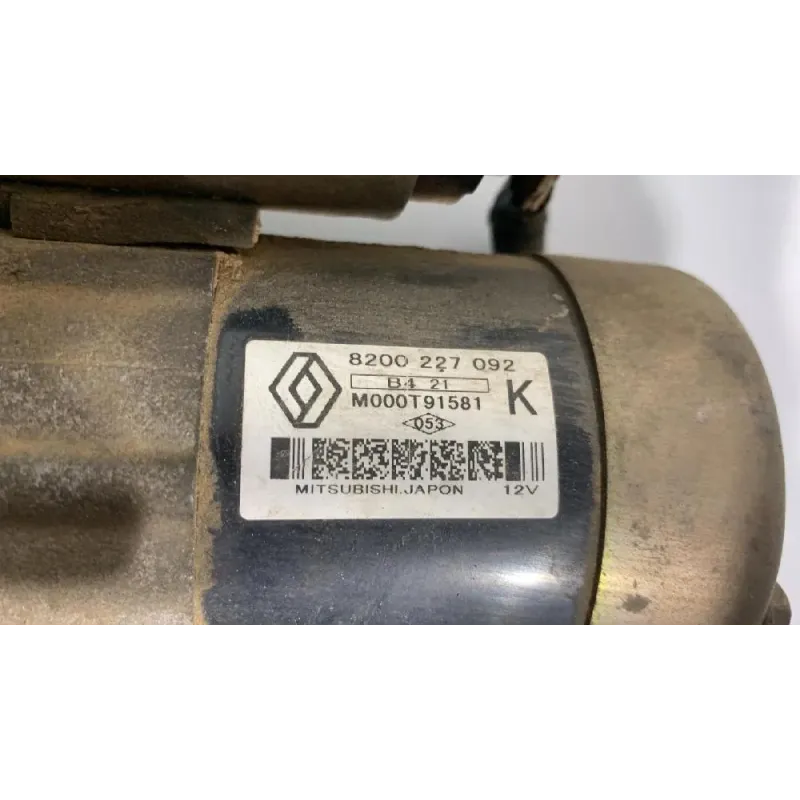 8200 227 092
B4 21
M000T91581 K
053
MITSUBISHI.JAPON 12V